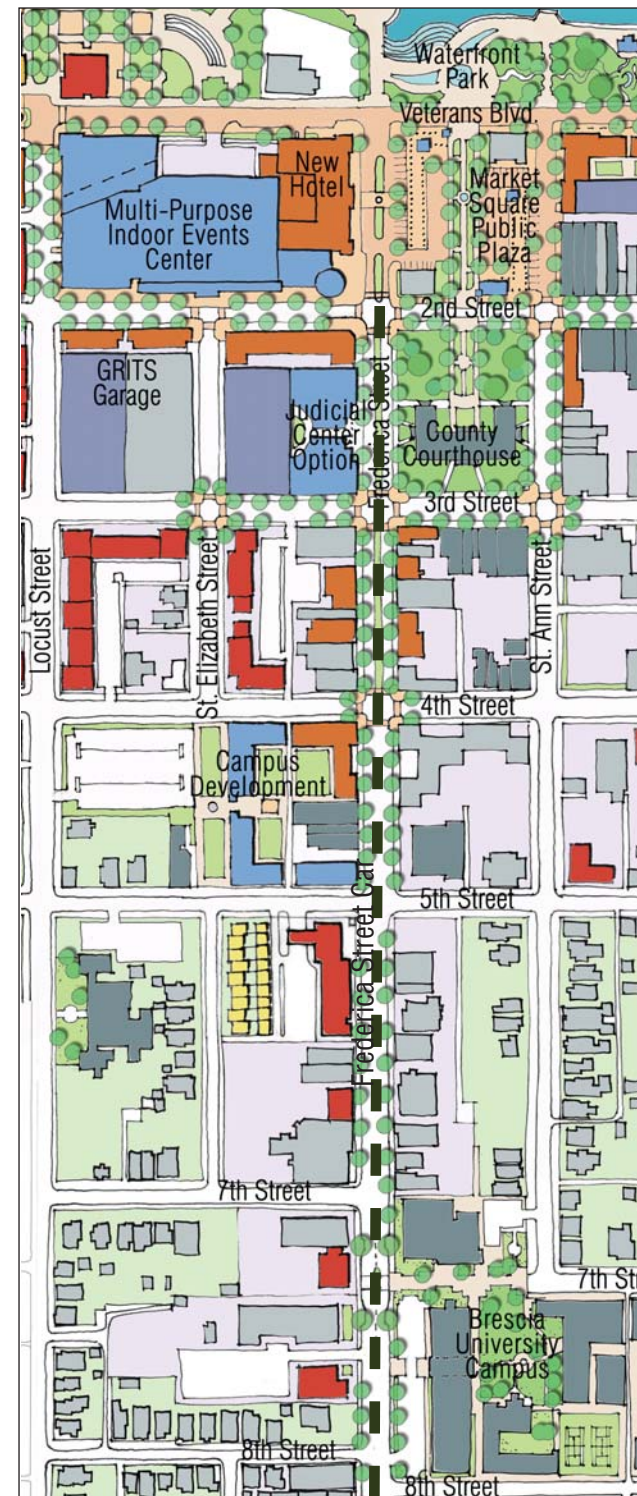 Waterfront
Park
Veterans Blvd.
New
Hotel
Multi-Purpose
Indoor Events
Center
Market
Square
Public
Plaza
2nd Street
GRITS
Garage
Judicial
Center
Option
Frederica Street
County
Courthouse
3rd Street
Locust Street
St. Elizabeth Street
St. Ann Street
4th Street
Campus
Development
5th Street
Frederica Street Car
7th Street
7th St
Brescia
University
Campus
8th Street
8th Street